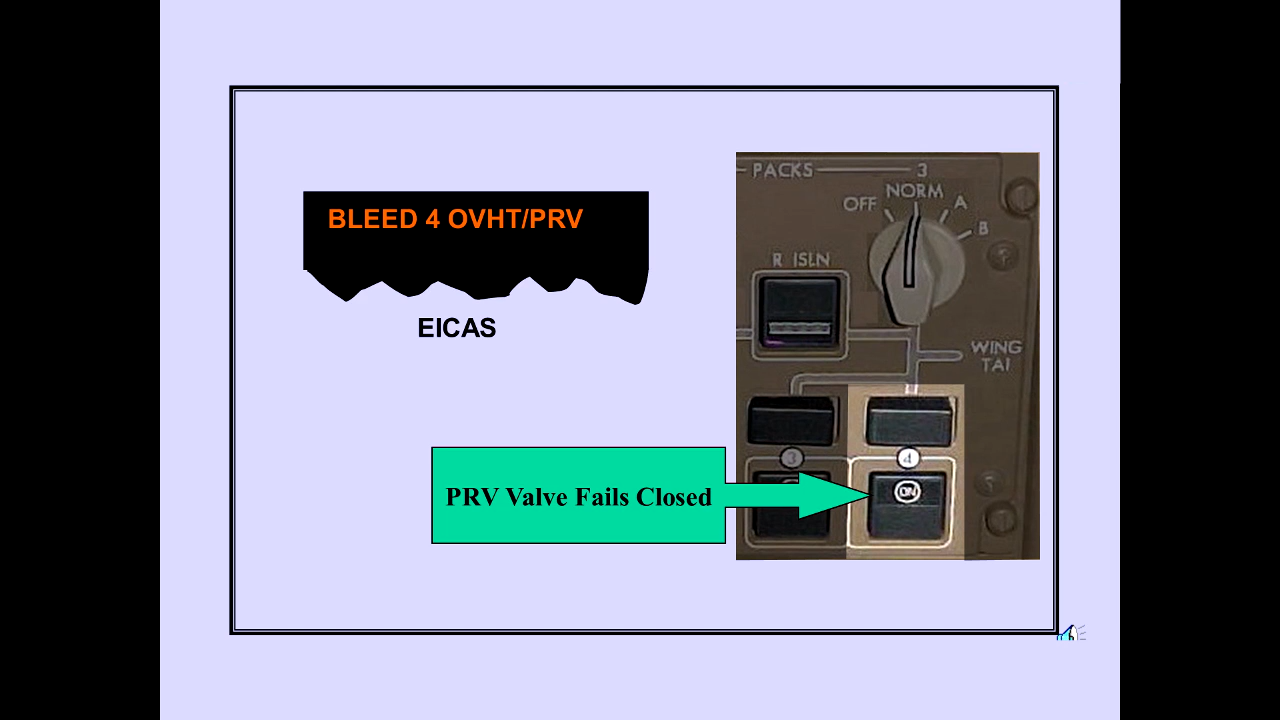 BLEED 4 OVHT/PRV
EICAS
PRV Valve Fails Closed
PACKS 3
NORM
OFF
A
B
R ISLN
WING
TAI
3
4
ON